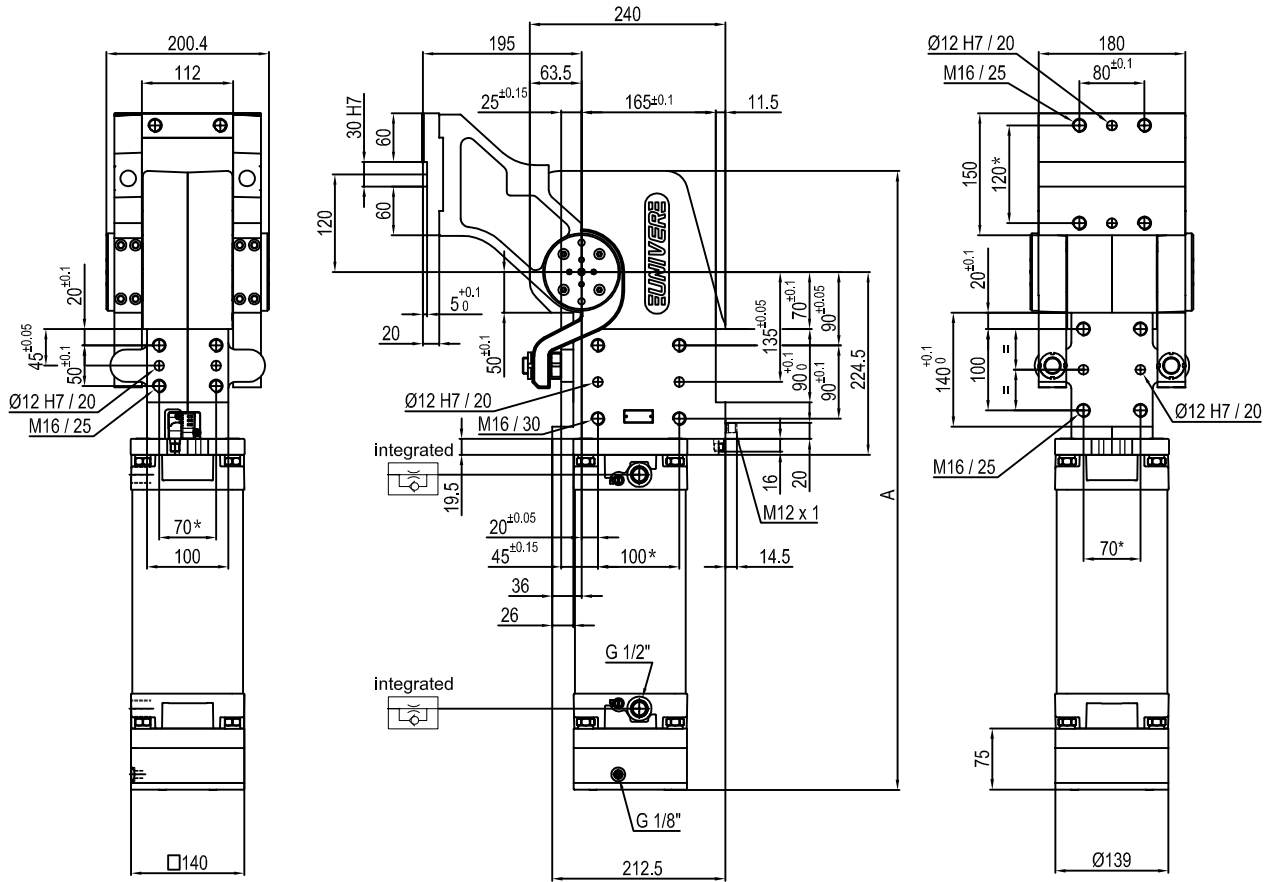 200.4
112
20±0.1
45±0.05
50±0.1
Ø12 H7 / 20
M16 / 25
70*
100
□140
240
195
63.5
25±0.15
165±0.1
11.5
30 H7
60
120
60
5 +0.1 0
20
50±0.1
UNIVER
135±0.05
70±0.1
90±0.05
90 +0.1 0
90±0.1
224.5
Ø12 H7 / 20
M16 / 30
integrated
19.5
16
20
M12 x 1
A
20±0.05
45±0.15
100*
14.5
36
26
integrated
G 1/2"
G 1/8"
212.5
Ø12 H7 / 20
M16 / 25
180
80±0.1
150
120*
20±0.1
140 +0.1 0
100
=
=
Ø12 H7 / 20
M16 / 25
70*
75
Ø139